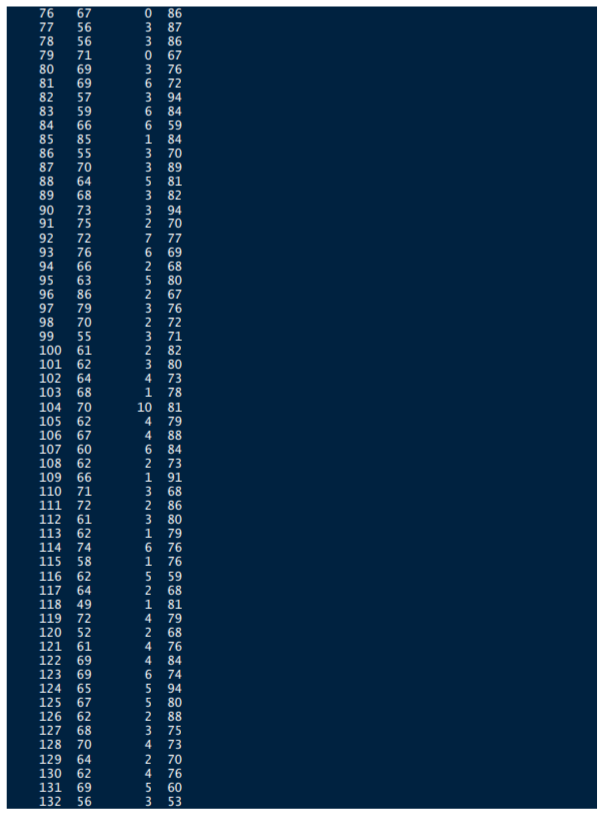 76 67 0 86
77 56 3 87
78 56 3 86
79 71 0 67
80 69 3 76
81 69 6 72
82 57 3 94
83 59 6 84
84 66 6 59
85 85 1 84
86 55 3 70
87 70 3 89
88 64 5 81
89 68 3 82
90 73 3 94
91 75 2 70
92 72 7 77
93 76 6 69
94 66 2 68
95 63 5 80
96 86 2 67
97 79 3 76
98 70 2 72
99 55 3 71
100 61 2 82
101 62 3 80
102 64 4 73
103 68 1 78
104 70 10 81
105 62 4 79
106 67 4 88
107 60 6 84
108 62 2 73
109 66 1 91
110 71 3 68
111 72 2 86
112 61 3 80
113 62 1 79
114 74 6 76
115 58 1 76
116 62 5 59
117 64 2 68
118 49 1 81
119 72 4 79
120 52 2 68
121 61 4 76
122 69 4 84
123 69 6 74
124 65 5 94
125 67 5 80
126 62 2 88
127 68 3 75
128 70 4 73
129 64 2 70
130 62 4 76
131 69 5 60
132 56 3 53